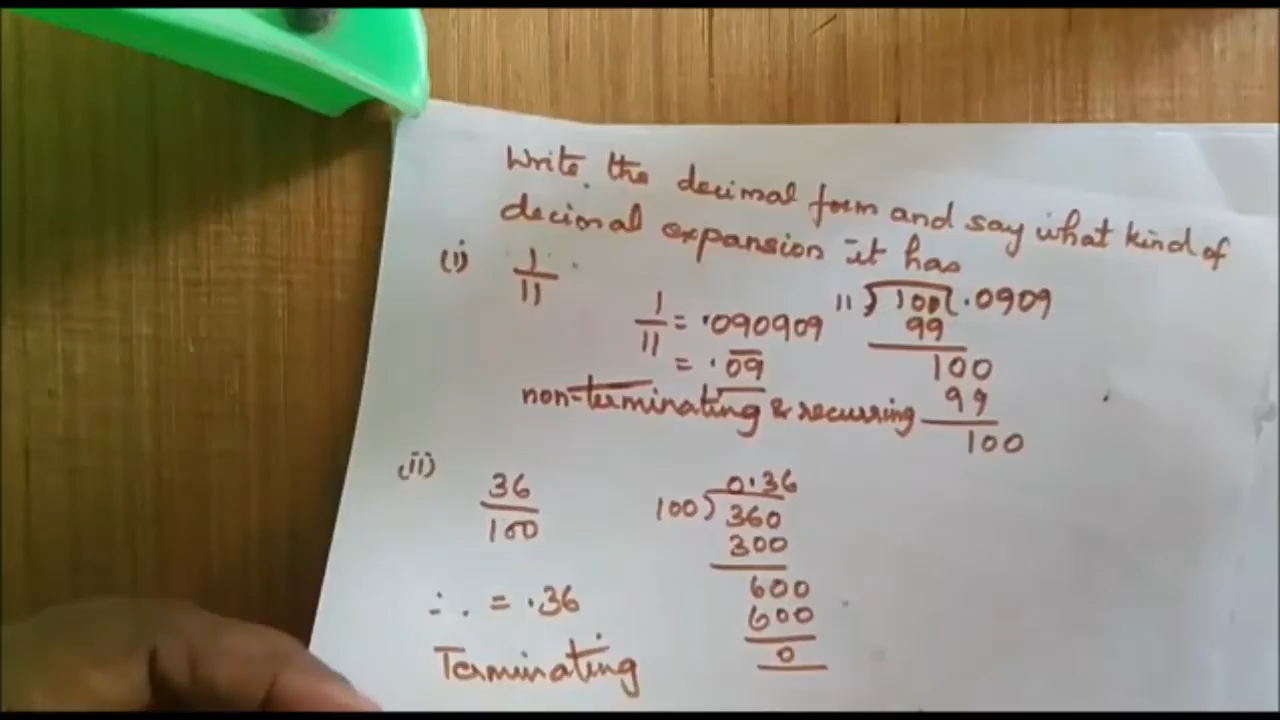 Write the decimal form and say what kind of
decimal expansion it has
(i) 1/11
1/11 = .090909
= .0̅9̅
11) 100 (.0909
99
100
99
100
non-terminating & recurring
(ii) 36/100
0.36
100) 360
300
600
600
0
∴ . = .36
Terminating